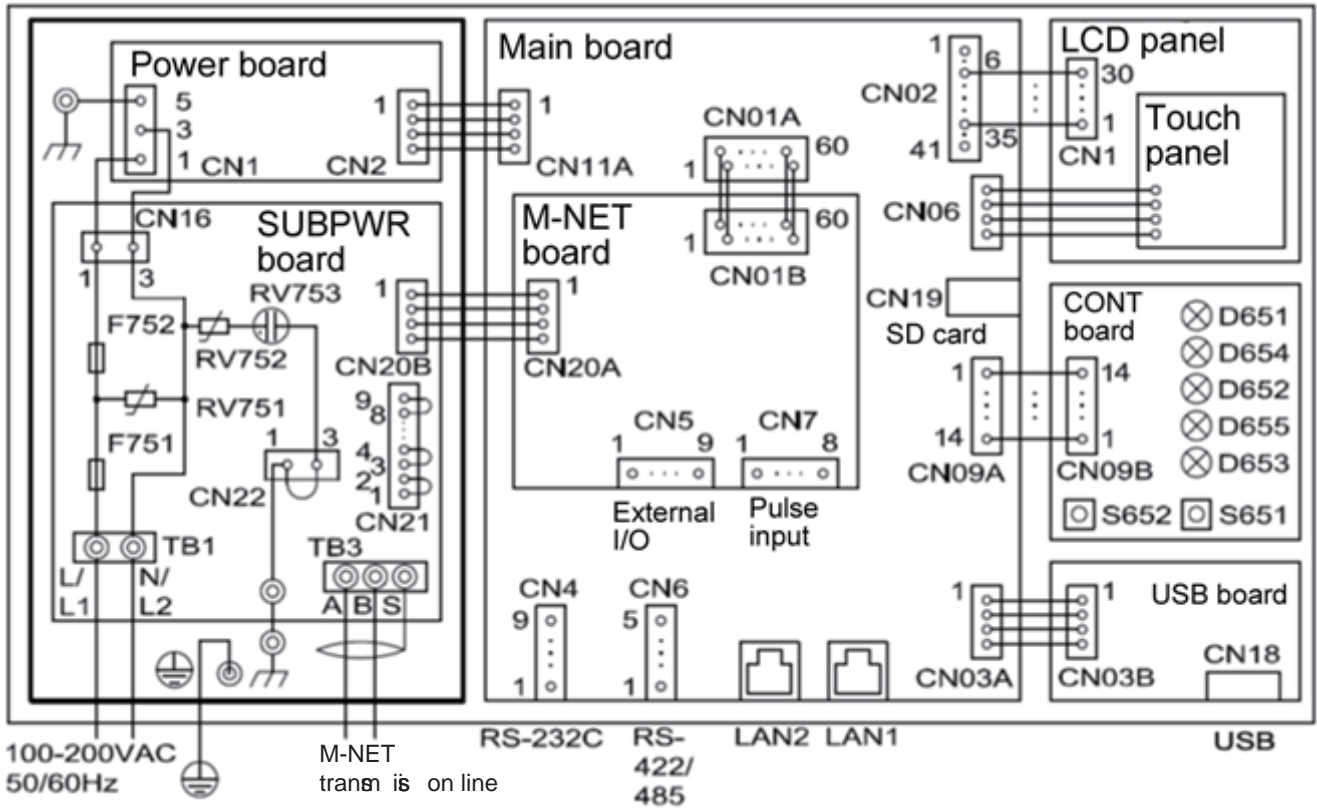 Power board
5
3
1
CN1
1
CN2
CN16
1
3
SUBPWR
board
RV753
F752
RV752
RV751
F751
1
CN20B
9
8
4
3
2
1
CN21
1
3
CN22
TB1
L/
L1
N/
L2
TB3
A
B
S
100-200VAC
50/60Hz
M-NET
transm is on line
Main board
1
CN11A
CN01A
1
60
M-NET
board
60
1
CN01B
1
CN20A
CN5
1
9
External
I/O
CN7
1
8
Pulse
input
1
6
CN02
35
41
CN06
CN19
SD card
1
14
CN09A
CN4
9
1
RS-232C
CN6
5
1
RS-
422/
485
LAN2
LAN1
1
CN03A
LCD panel
30
1
CN1
Touch
panel
CONT
board
14
1
CN09B
D651
D654
D652
D655
D653
S652
S651
1
USB board
CN03B
CN18
USB